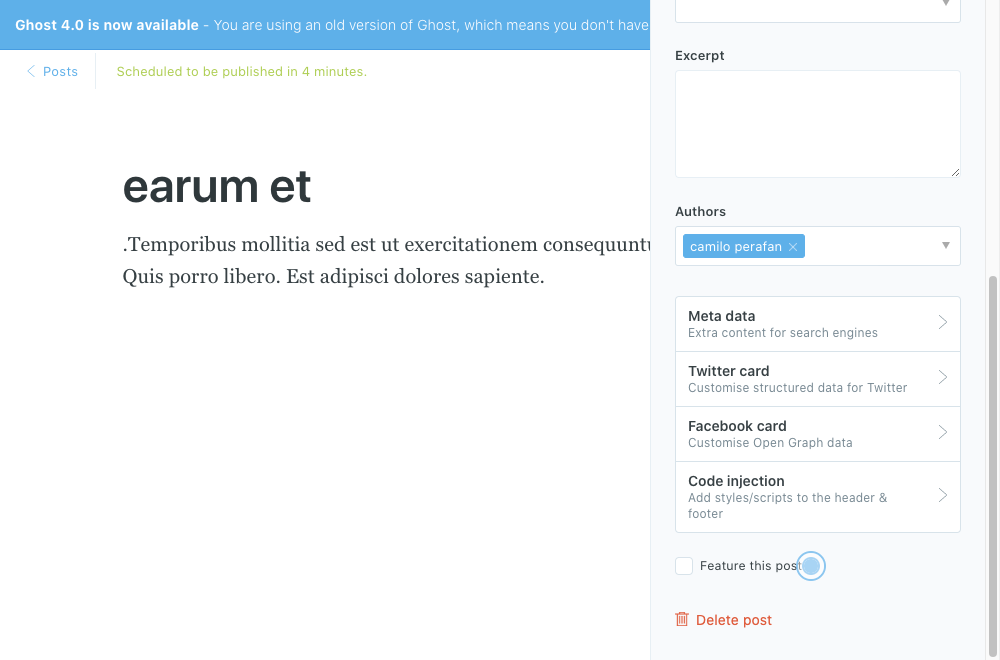 Ghost 4.0 is now available - You are using an old version of Ghost, which means you don't have
Posts
Scheduled to be published in 4 minutes.
earum et
.Temporibus mollitia sed est ut exercitationem
Quis porro libero. Est adipisci dolores sapiente.
Excerpt
Authors
camilo perafan
Meta data
Extra content for search engines
Twitter card
Customise structured data for Twitter
Facebook card
Customise Open Graph data
Code injection
Add styles/scripts to the header &
footer
Feature this post
Delete post